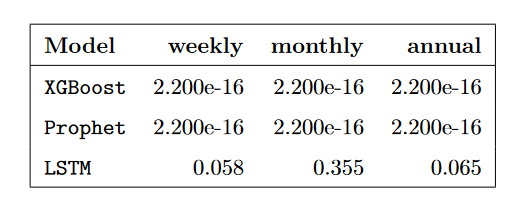 Model weekly monthly annual
XGBoost 2.200e-16 2.200e-16 2.200e-16
Prophet 2.200e-16 2.200e-16 2.200e-16
LSTM 0.058 0.355 0.065